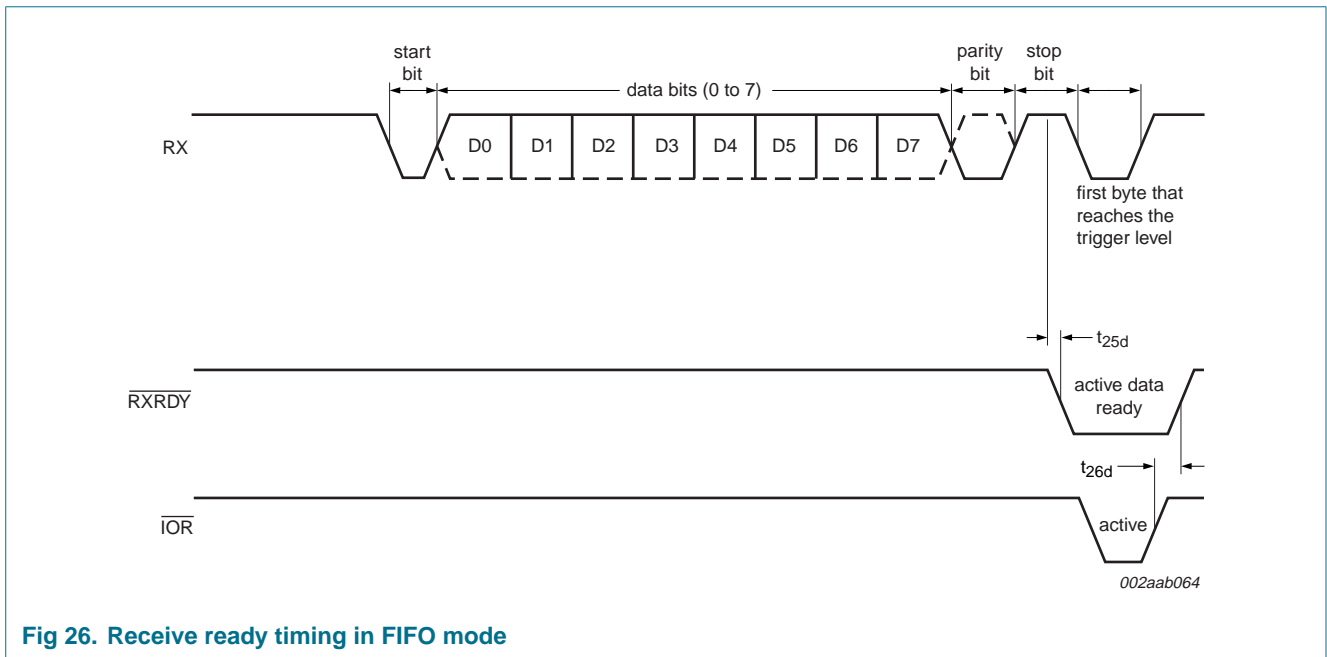 start
bit
data bits (0 to 7)
parity
bit
stop
bit
RX
D0 D1 D2 D3 D4 D5 D6 D7
first byte that
reaches the
trigger level
t25d
RXRDY
active data
ready
t26d
IOR
active
002aab064
Fig 26. Receive ready timing in FIFO mode